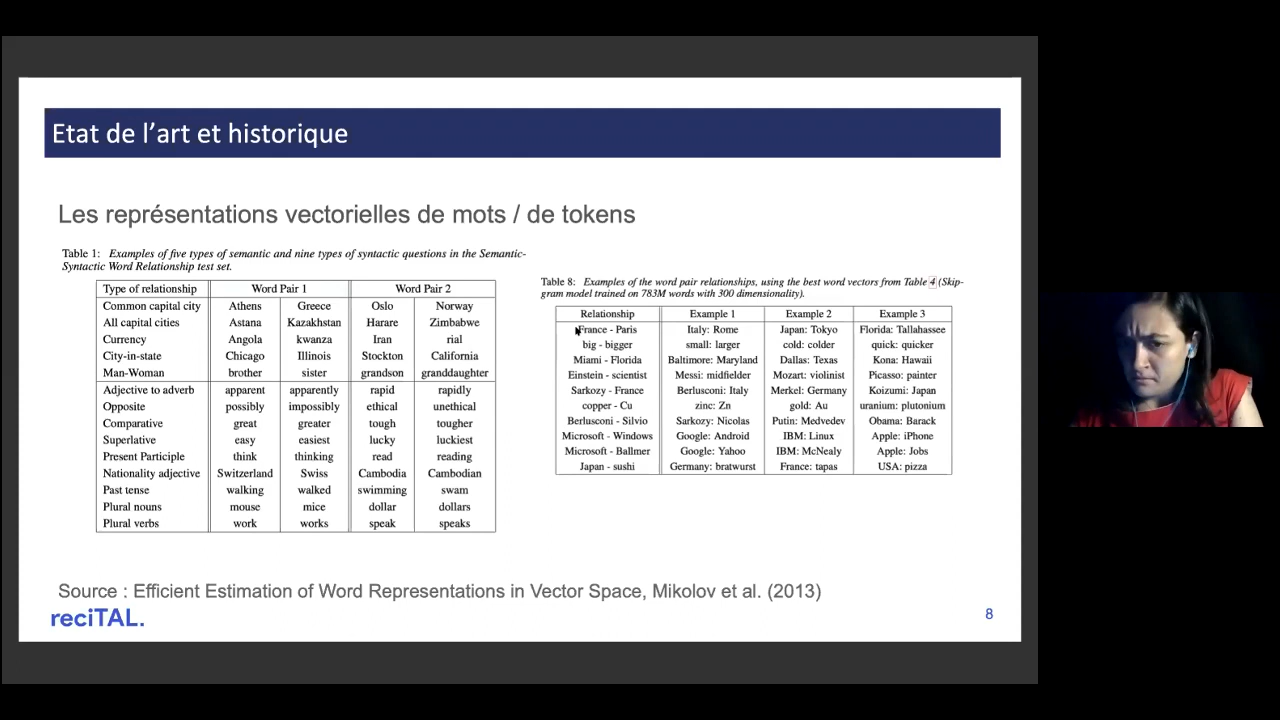 Etat de l'art et historique
Les représentations vectorielles de mots / de tokens
Table 1: Examples of five types of semantic and nine types of syntactic questions in the Semantic-
Syntactic Word Relationship test set.
Type of relationship Word Pair 1 Word Pair 2
Common capital city Athens Greece Oslo Norway
All capital cities Astana Kazakhstan Harare Zimbabwe
Currency Angola kwanza Iran rial
City-in-state Chicago Illinois Stockton California
Man-Woman brother sister grandson granddaughter
Adjective to adverb apparent apparently rapid rapidly
Opposite possibly impossibly ethical unethical
Comparative great greater tough tougher
Superlative easy easiest lucky luckiest
Present Participle think thinking read reading
Nationality adjective Switzerland Swiss Cambodia Cambodian
Past tense walking walked swimming swam
Plural nouns mouse mice dollar dollars
Plural verbs work works speak speaks
Table 8: Examples of the word pair relationships, using the best word vectors from Table 4 (Skip-
gram model trained on 783M words with 300 dimensionality).
Relationship Example 1 Example 2 Example 3
France - Paris Italy: Rome Japan: Tokyo Florida: Tallahassee
big - bigger small: larger cold: colder quick: quicker
Miami - Florida Baltimore: Maryland Dallas: Texas Kona: Hawaii
Einstein - scientist Messi: midfielder Mozart: violinist Picasso: painter
Sarkozy - France Berlusconi: Italy Merkel: Germany Koizumi: Japan
copper - Cu zinc: Zn gold: Au uranium: plutonium
Berlusconi - Silvio Sarkozy: Nicolas Putin: Medvedev Obama: Barack
Microsoft - Windows Google: Android IBM: Linux Apple: iPhone
Microsoft - Ballmer Google: Yahoo IBM: McNealy Apple: Jobs
Japan - sushi Germany: bratwurst France: tapas USA: pizza
Source : Efficient Estimation of Word Representations in Vector Space, Mikolov et al. (2013)
reciTAL.
8